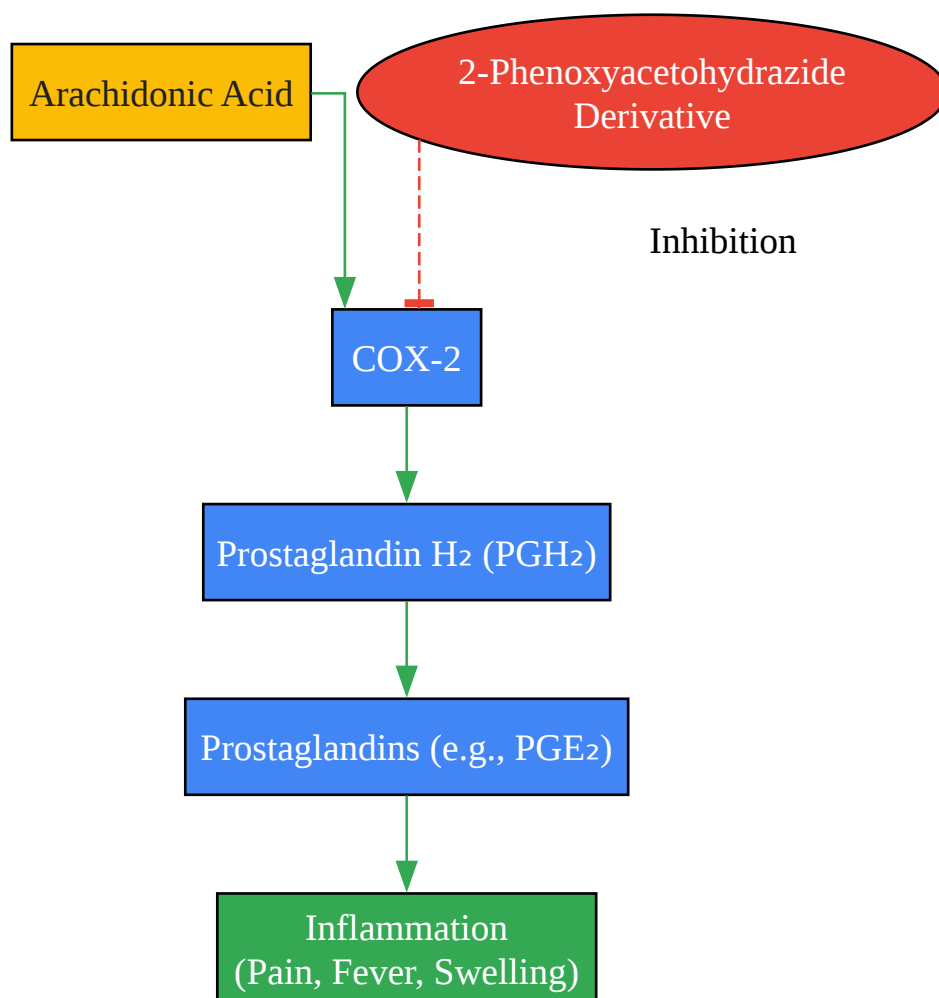 Arachidonic Acid
2-Phenoxyacetohydrazide
Derivative
Inhibition
COX-2
Prostaglandin H₂ (PGH₂)
Prostaglandins (e.g., PGE₂)
Inflammation
(Pain, Fever, Swelling)